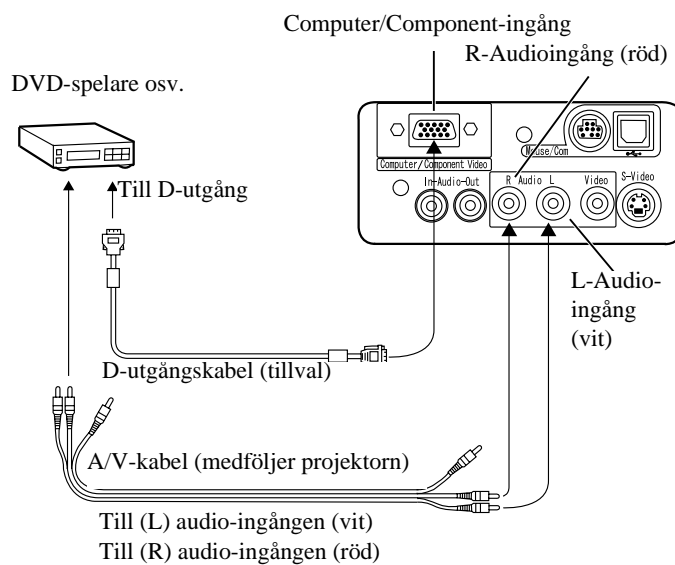 Computer/Component-ingång
R-Audioingång (röd)
DVD-spelare osv.
Mouse/Com
Computer/Component Video
Till D-utgång
In-Audio-Out
R Audio L
Video
S-Video
L-Audio-
ingång
(vit)
D-utgångskabel (tillval)
A/V-kabel (medföljer projektorn)
Till (L) audio-ingången (vit)
Till (R) audio-ingången (röd)